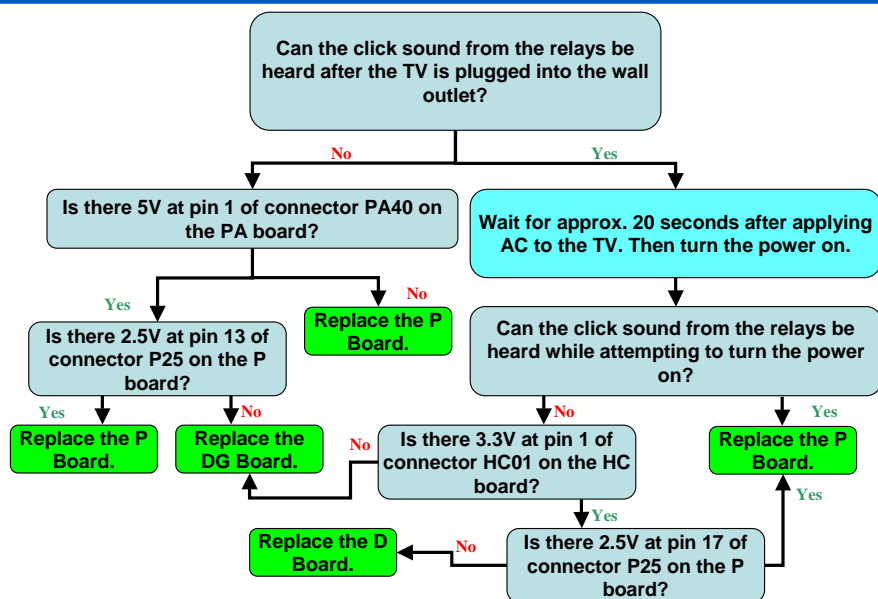 Can the click sound from the relays be
heard after the TV is plugged into the wall
outlet?
No
Yes
Is there 5V at pin 1 of connector PA40 on
the PA board?
Wait for approx. 20 seconds after applying
AC to the TV. Then turn the power on.
Yes
No
Replace the P
Board.
Is there 2.5V at pin 13 of
connector P25 on the P
board?
Can the click sound from the relays be
heard while attempting to turn the power
on?
Yes
No
No
Yes
Replace the P
Board.
Replace the
DG Board.
No
Is there 3.3V at pin 1 of
connector HC01 on the HC
board?
Replace the P
Board.
Yes
Yes
Replace the D
Board.
No
Is there 2.5V at pin 17 of
connector P25 on the P
board?